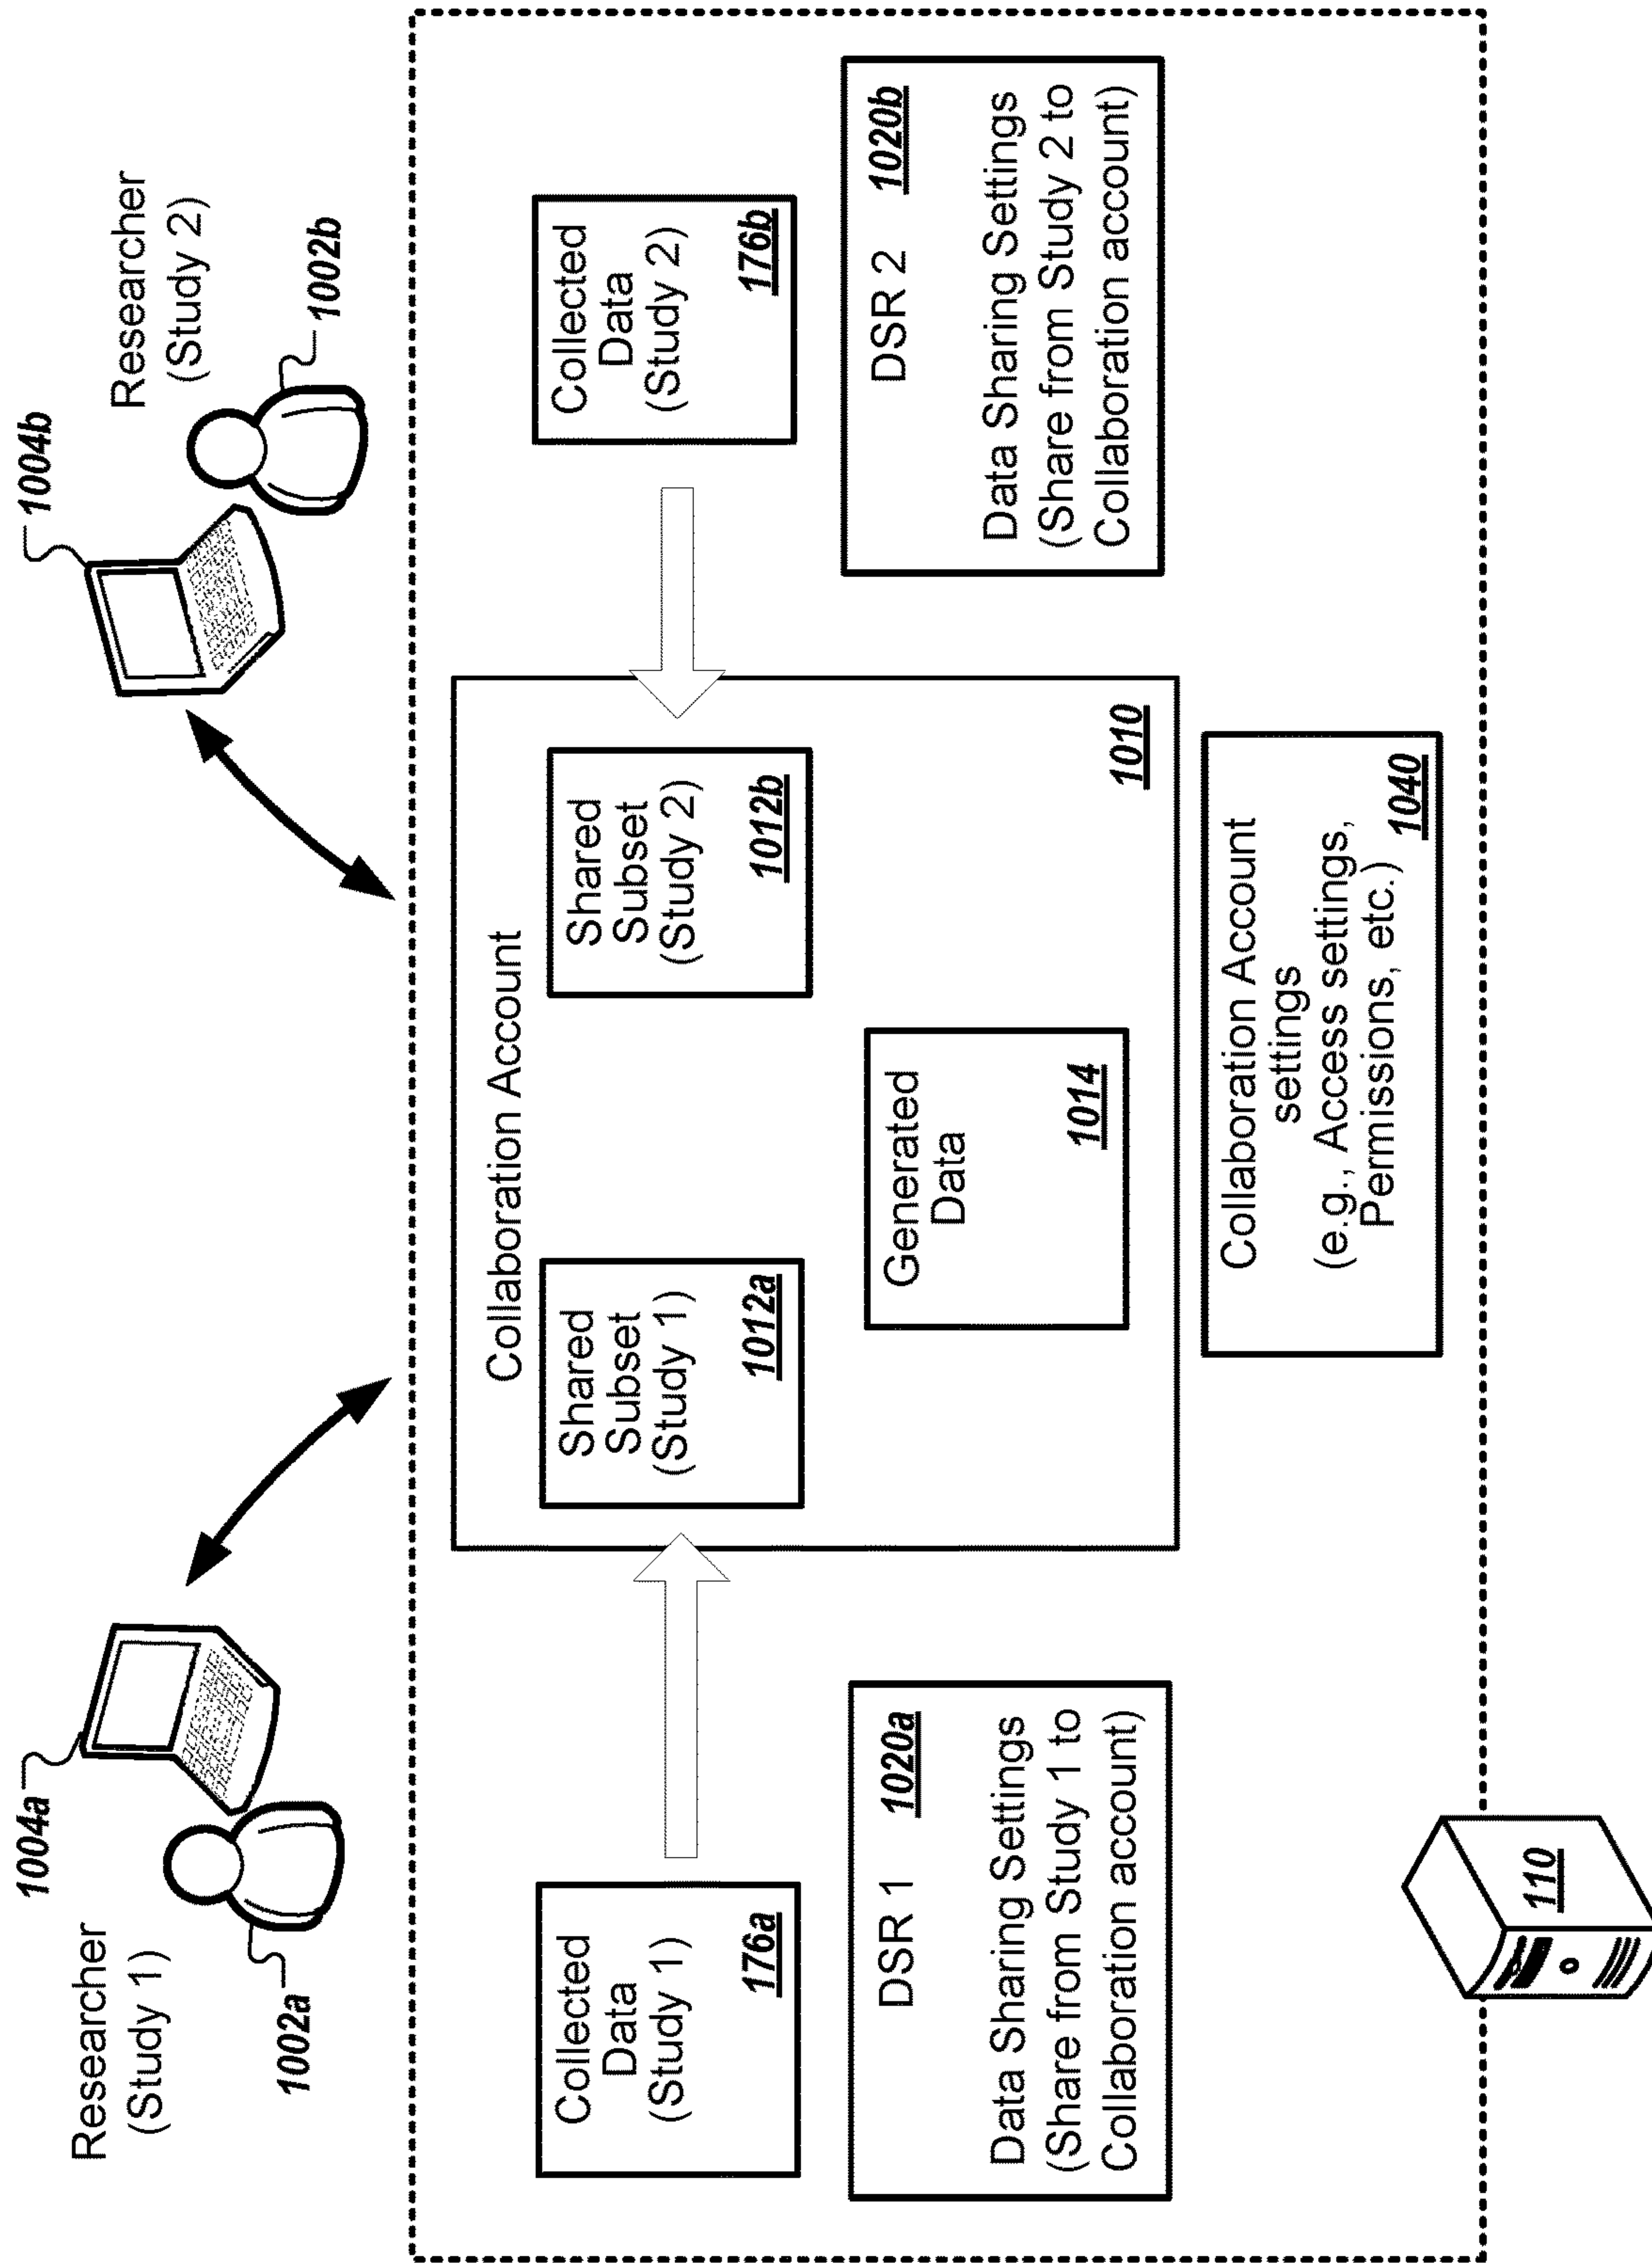 1004a
Researcher
(Study 1)
1002a
1004b
Researcher
(Study 2)
1002b
Collected
Data
(Study 1)
176a
DSR 1
1020a
Data Sharing Settings
(Share from Study 1 to
Collaboration account)
Collaboration Account
Shared
Subset
(Study 1)
1012a
Shared
Subset
(Study 2)
1012b
Generated
Data
1014
1010
Collaboration Account
settings
(e.g., Access settings,
Permissions, etc.)
1040
Collected
Data
(Study 2)
176b
DSR 2
1020b
Data Sharing Settings
(Share from Study 2 to
Collaboration account)
110